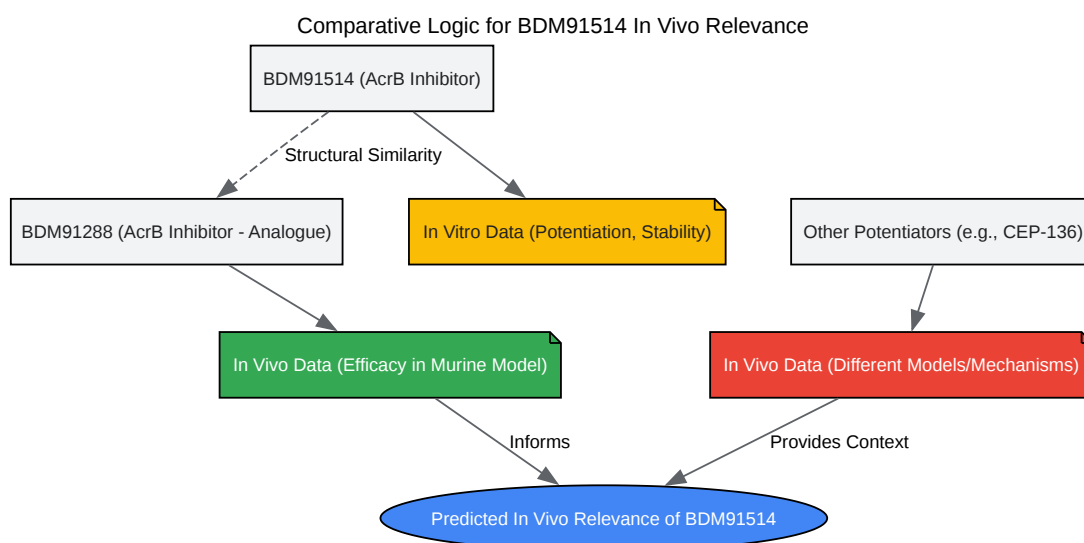 Comparative Logic for BDM91514 In Vivo Relevance
BDM91514 (AcrB Inhibitor)
Structural Similarity
BDM91288 (AcrB Inhibitor - Analogue)
In Vitro Data (Potentiation, Stability)
Other Potentiators (e.g., CEP-136)
In Vivo Data (Efficacy in Murine Model)
In Vivo Data (Different Models/Mechanisms)
Informs
Provides Context
Predicted In Vivo Relevance of BDM91514